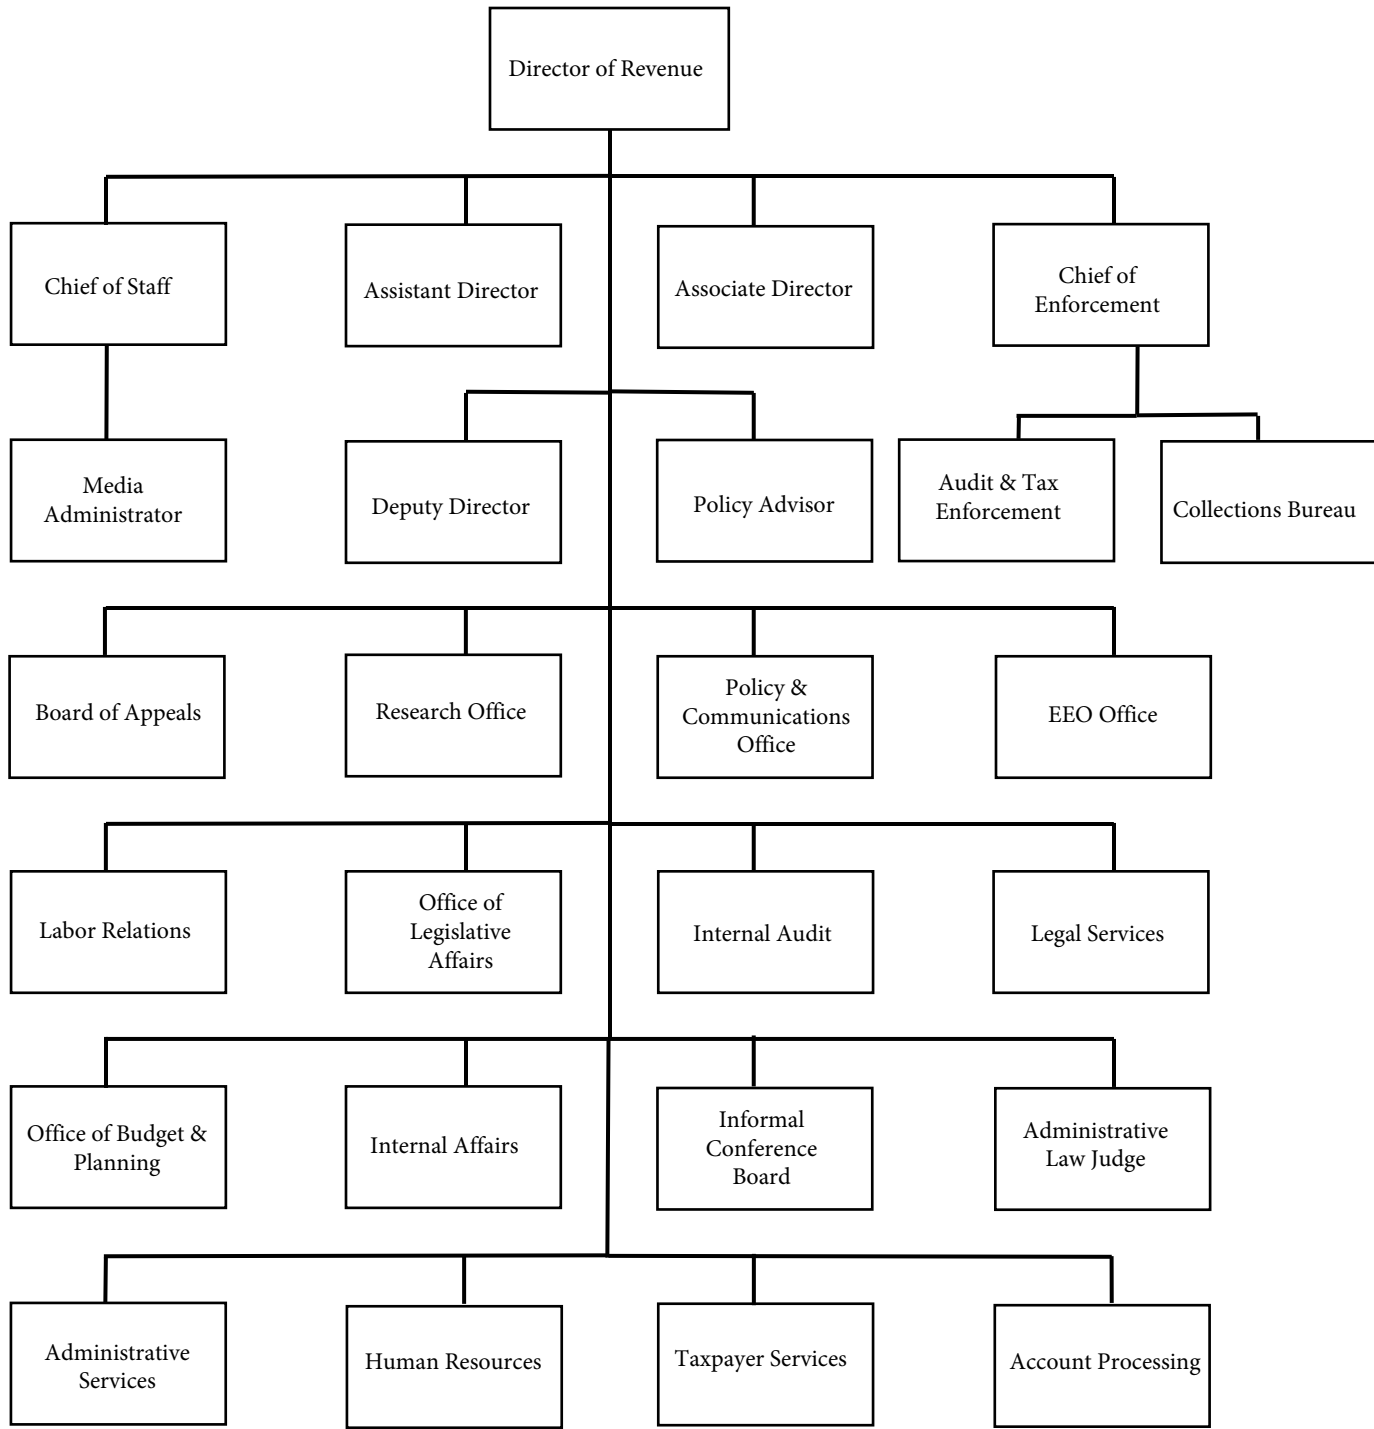 Director of Revenue
Chief of Staff
Assistant Director
Associate Director
Chief of
Enforcement
Media
Administrator
Deputy Director
Policy Advisor
Audit & Tax
Enforcement
Collections Bureau
Board of Appeals
Research Office
Policy &
Communications
Office
EEO Office
Labor Relations
Office of
Legislative
Affairs
Internal Audit
Legal Services
Office of Budget &
Planning
Internal Affairs
Informal
Conference
Board
Administrative
Law Judge
Administrative
Services
Human Resources
Taxpayer Services
Account Processing